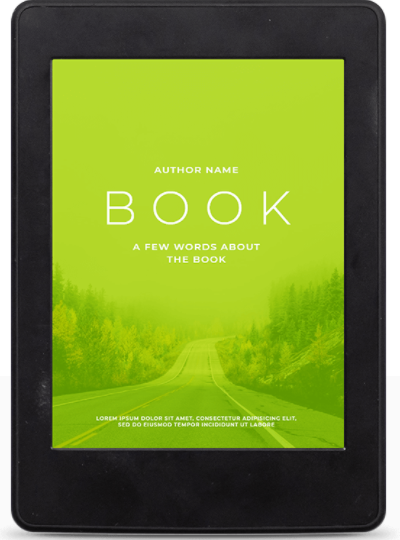 AUTHOR NAME
BOOK
A FEW WORDS ABOUT
THE BOOK
LOREM IPSUM DOLOR SIT AMET, CONSECTETUR ADIPISICING ELIT,
SED DO EIUSMOD TEMPOR INCIDIDUNT UT LABORE